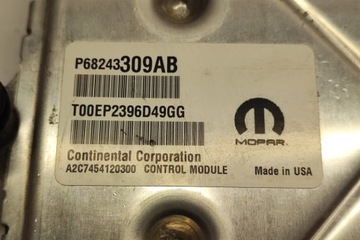 P68243309AB
T00EP2396D49GG
MOPAR
Continental Corporation
A2C7454120300 CONTROL MODULE Made in USA